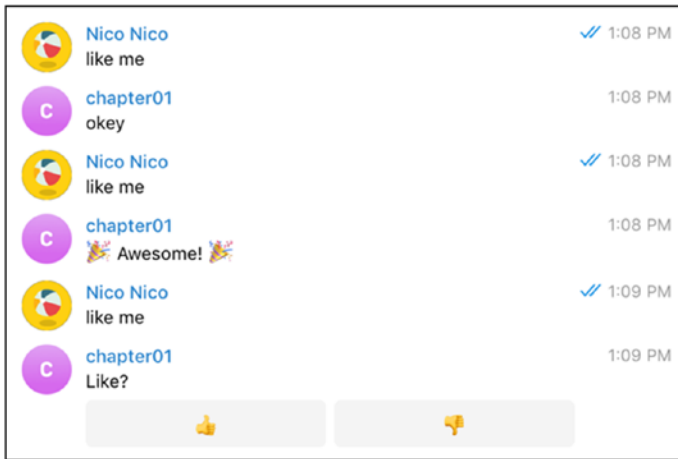 Nico Nico 1:08 PM
like me
C chapter01 1:08 PM
okey
Nico Nico 1:08 PM
like me
C chapter01 1:08 PM
🎉 Awesome! 🎉
Nico Nico 1:09 PM
like me
C chapter01 1:09 PM
Like?
👍 👎